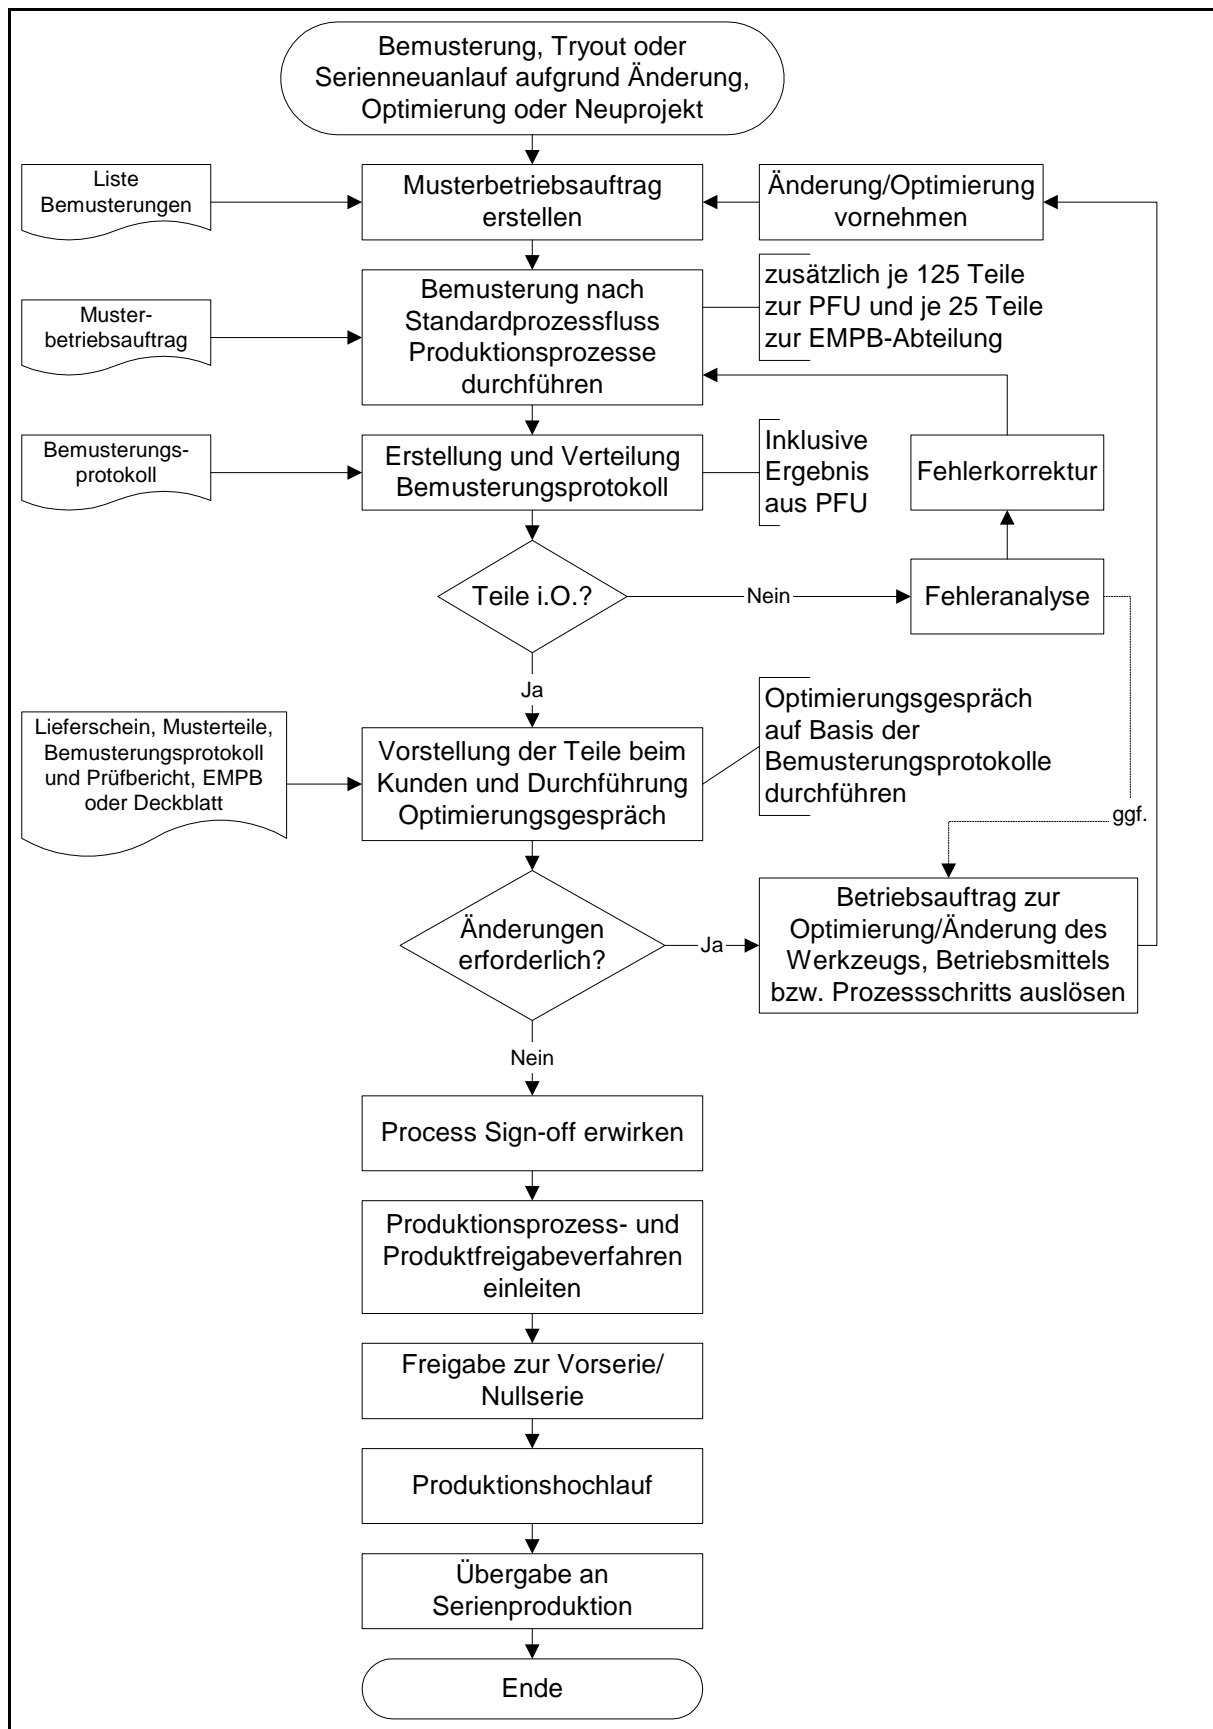 Bemusterung, Tryout oder
Serienneuanlauf aufgrund Änderung,
Optimierung oder Neuprojekt
Liste
Bemusterungen
Musterbetriebsauftrag
erstellen
Änderung/Optimierung
vornehmen
Muster-
betriebsauftrag
Bemusterung nach
Standardprozessfluss
Produktionsprozesse
durchführen
zusätzlich je 125 Teile
zur PFU und je 25 Teile
zur EMPB-Abteilung
Bemusterungs-
protokoll
Erstellung und Verteilung
Bemusterungsprotokoll
Inklusive
Ergebnis
aus PFU
Fehlerkorrektur
Teile i.O.?
Nein
Fehleranalyse
Ja
Lieferschein, Musterteile,
Bemusterungsprotokoll
und Prüfbericht, EMPB
oder Deckblatt
Vorstellung der Teile beim
Kunden und Durchführung
Optimierungsgespräch
Optimierungsgespräch
auf Basis der
Bemusterungsprotokolle
durchführen
ggf.
Änderungen
erforderlich?
Ja
Betriebsauftrag zur
Optimierung/Änderung des
Werkzeugs, Betriebsmittels
bzw. Prozessschritts auslösen
Nein
Process Sign-off erwirken
Produktionsprozess- und
Produktfreigabeverfahren
einleiten
Freigabe zur Vorserie/
Nullserie
Produktionshochlauf
Übergabe an
Serienproduktion
Ende